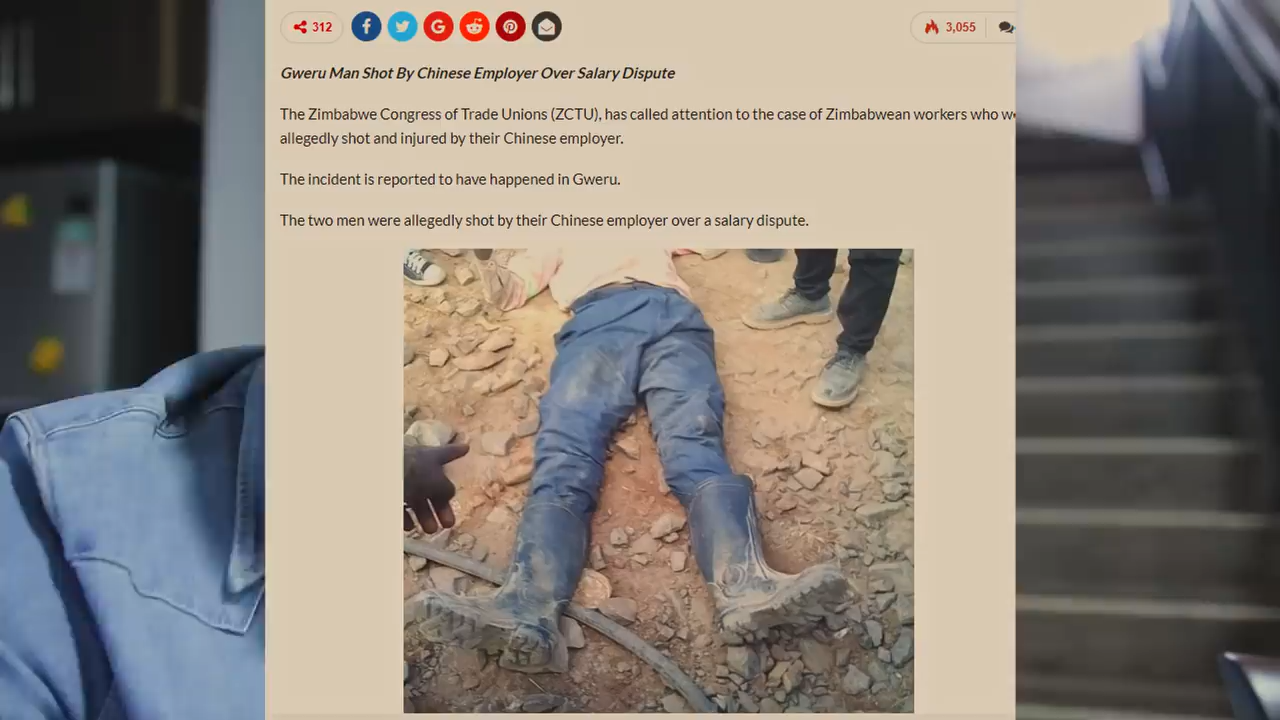 312
3,055
Gweru Man Shot By Chinese Employer Over Salary Dispute
The Zimbabwe Congress of Trade Unions (ZCTU), has called attention to the case of Zimbabwean workers who
allegedly shot and injured by their Chinese employer.
The incident is reported to have happened in Gweru.
The two men were allegedly shot by their Chinese employer over a salary dispute.